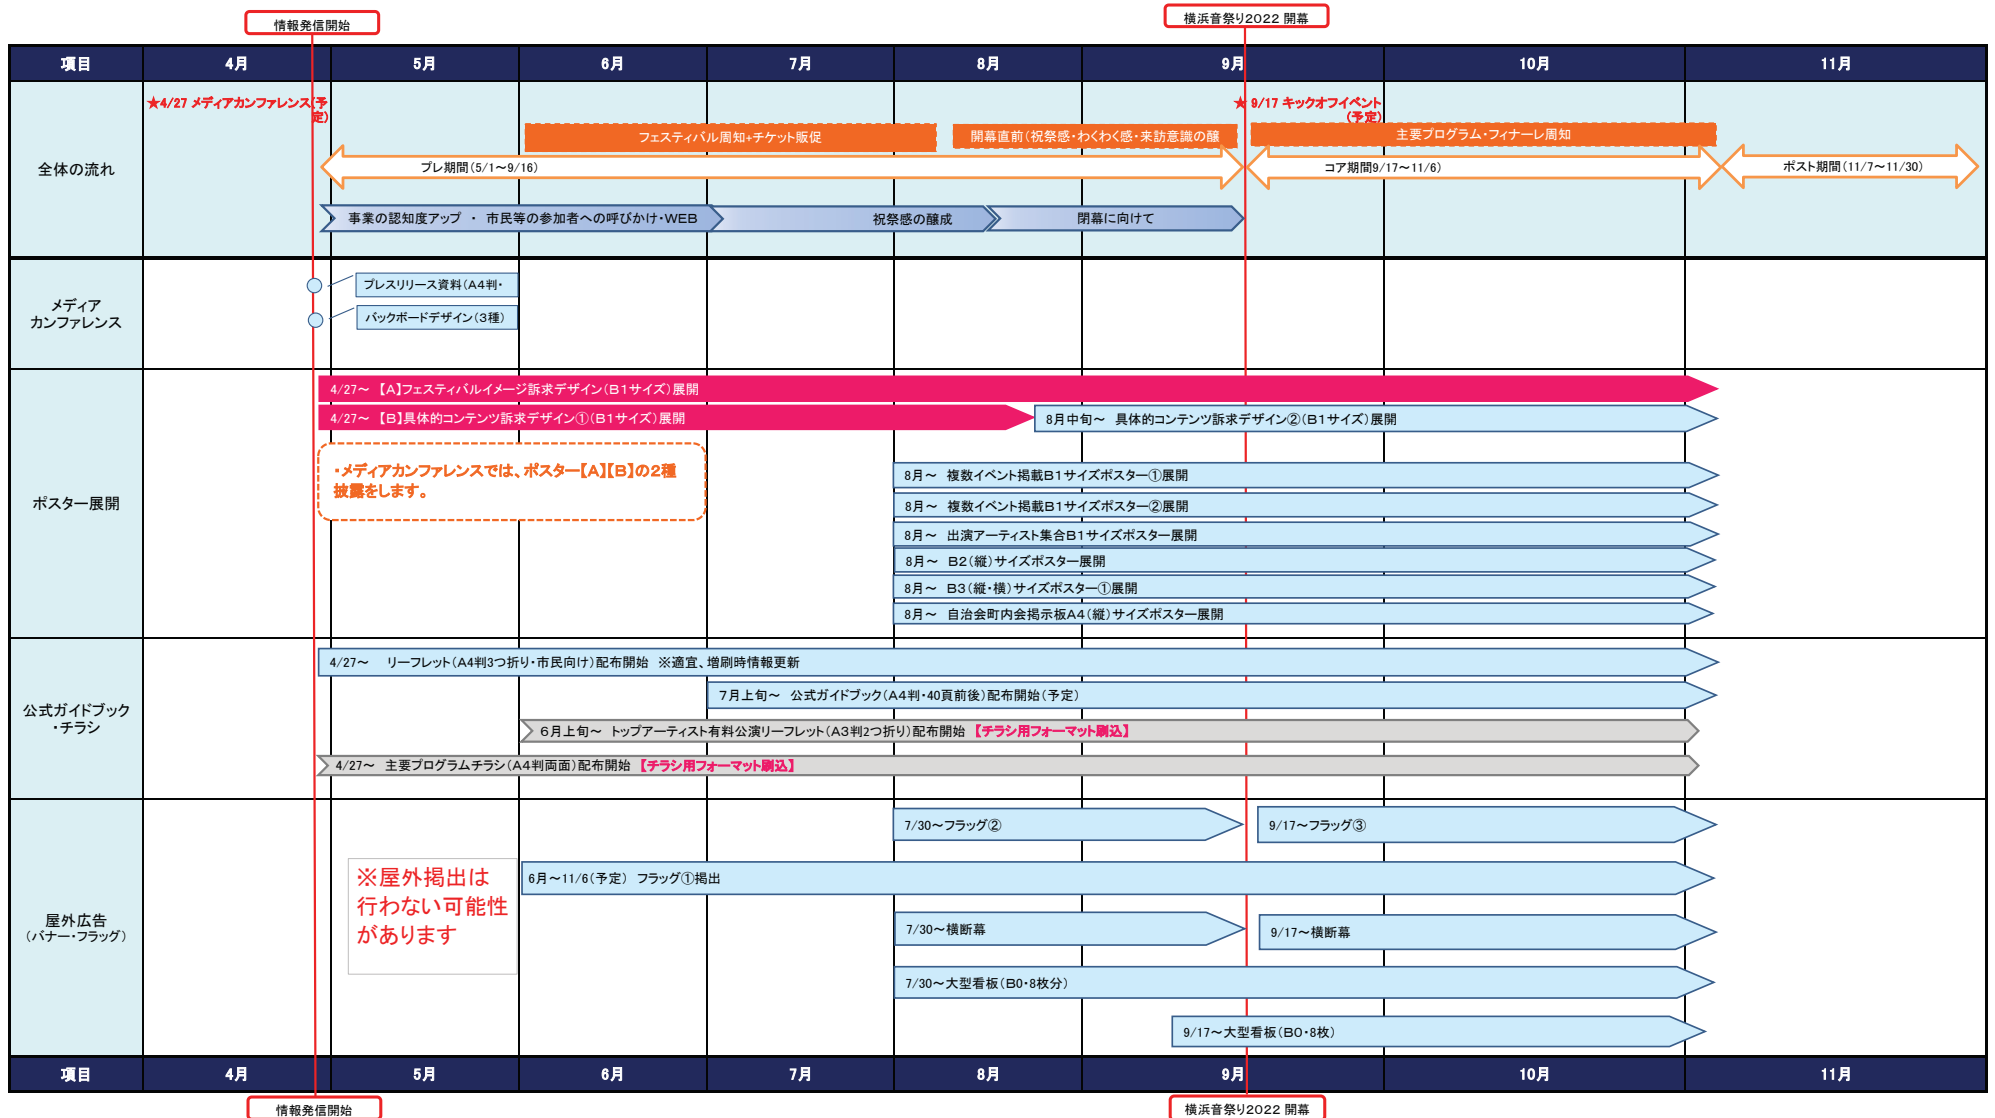 情報発信開始
横浜音祭り2022 開幕
項目 4月 5月 6月 7月 8月 9月 10月 11月
全体の流れ
★4/27 メディアカンファレンス(予
定)
★ 9/17 キックオフイベント
(予定)
フェスティバル周知+チケット販促
開幕直前(祝祭感・わくわく感・来訪意識の醸
主要プログラム・フィナーレ周知
プレ期間(5/1～9/16)
コア期間9/17～11/6)
ポスト期間(11/7～11/30)
事業の認知度アップ ・ 市民等の参加者への呼びかけ・WEB
祝祭感の醸成
閉幕に向けて
メディア
カンファレンス
プレスリリース資料(A4判・
バックボードデザイン(3種)
ポスター展開
4/27～ 【A】フェスティバルイメージ訴求デザイン(B1サイズ)展開
4/27～ 【B】具体的コンテンツ訴求デザイン①(B1サイズ)展開
8月中旬～ 具体的コンテンツ訴求デザイン②(B1サイズ)展開
・メディアカンファレンスでは、ポスター【A】【B】の2種
披露をします。
8月～ 複数イベント掲載B1サイズポスター①展開
8月～ 複数イベント掲載B1サイズポスター②展開
8月～ 出演アーティスト集合B1サイズポスター展開
8月～ B2(縦)サイズポスター展開
8月～ B3(縦・横)サイズポスター①展開
8月～ 自治会町内会掲示板A4(縦)サイズポスター展開
公式ガイドブック
・チラシ
4/27～ リーフレット(A4判3つ折り・市民向け)配布開始 ※適宜、増刷時情報更新
7月上旬～ 公式ガイドブック(A4判・40頁前後)配布開始(予定)
6月上旬～ トップアーティスト有料公演リーフレット(A3判2つ折り)配布開始 【チラシ用フォーマット刷込】
4/27～ 主要プログラムチラシ(A4判両面)配布開始 【チラシ用フォーマット刷込】
屋外広告
(バナー・フラッグ)
7/30～フラッグ②
9/17～フラッグ③
※屋外掲出は
行わない可能性
があります
6月～11/6(予定) フラッグ①掲出
7/30～横断幕
9/17～横断幕
7/30～大型看板(B0・8枚分)
9/17～大型看板(B0・8枚)
項目 4月 5月 6月 7月 8月 9月 10月 11月
情報発信開始
横浜音祭り2022 開幕